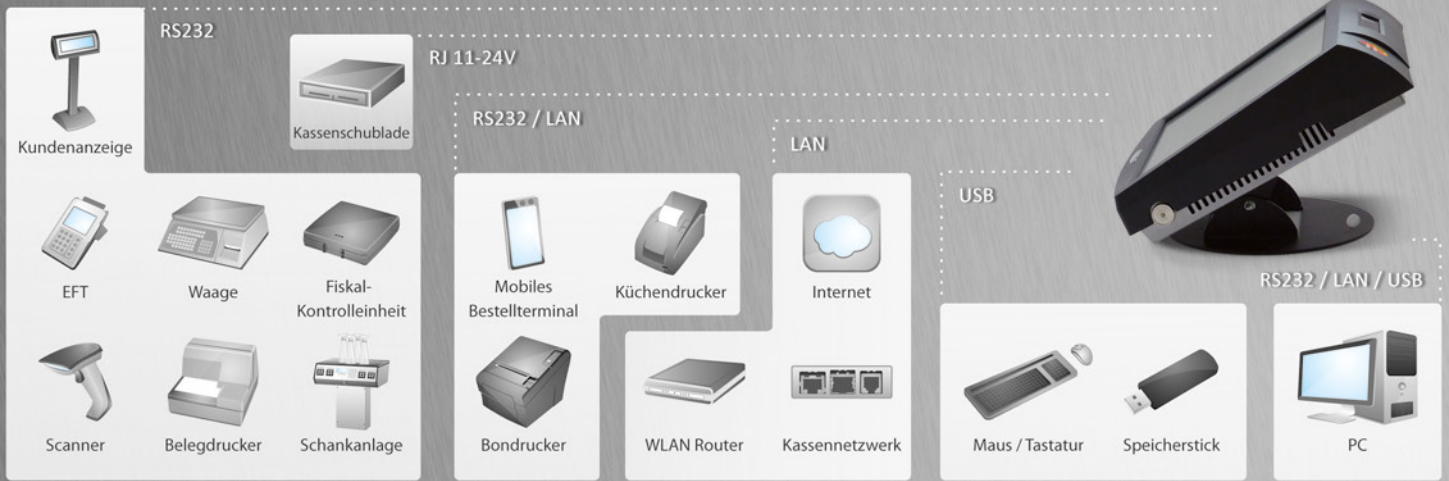 RS232
Kundenanzeige
EFT
Waage
Fiskal-
Kontrolleinheit
Scanner
Belegdrucker
Schankanlage
RJ 11-24V
Kassenschublade
RS232 / LAN
Mobiles
Bestellterminal
Küchendrucker
Bondrucker
LAN
Internet
WLAN Router
Kassennetzwerk
USB
Maus / Tastatur
Speicherstick
RS232 / LAN / USB
PC